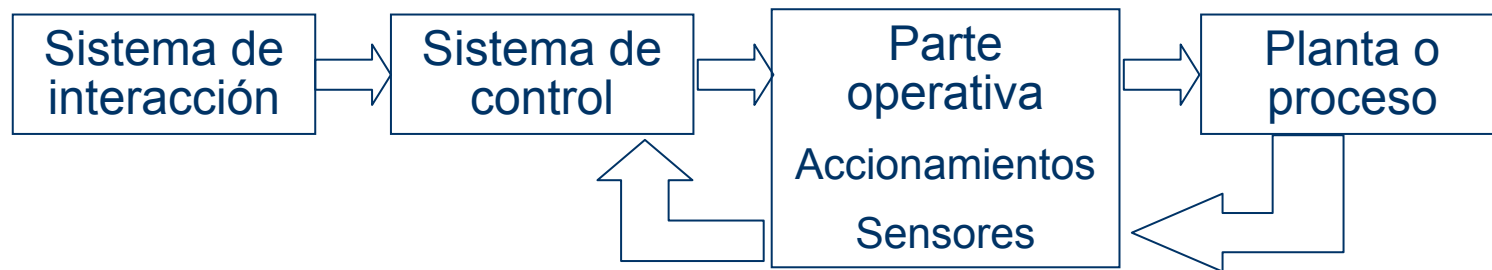 Sistema de
interacción
Sistema de
control
Parte
operativa
Accionamientos
Sensores
Planta o
proceso